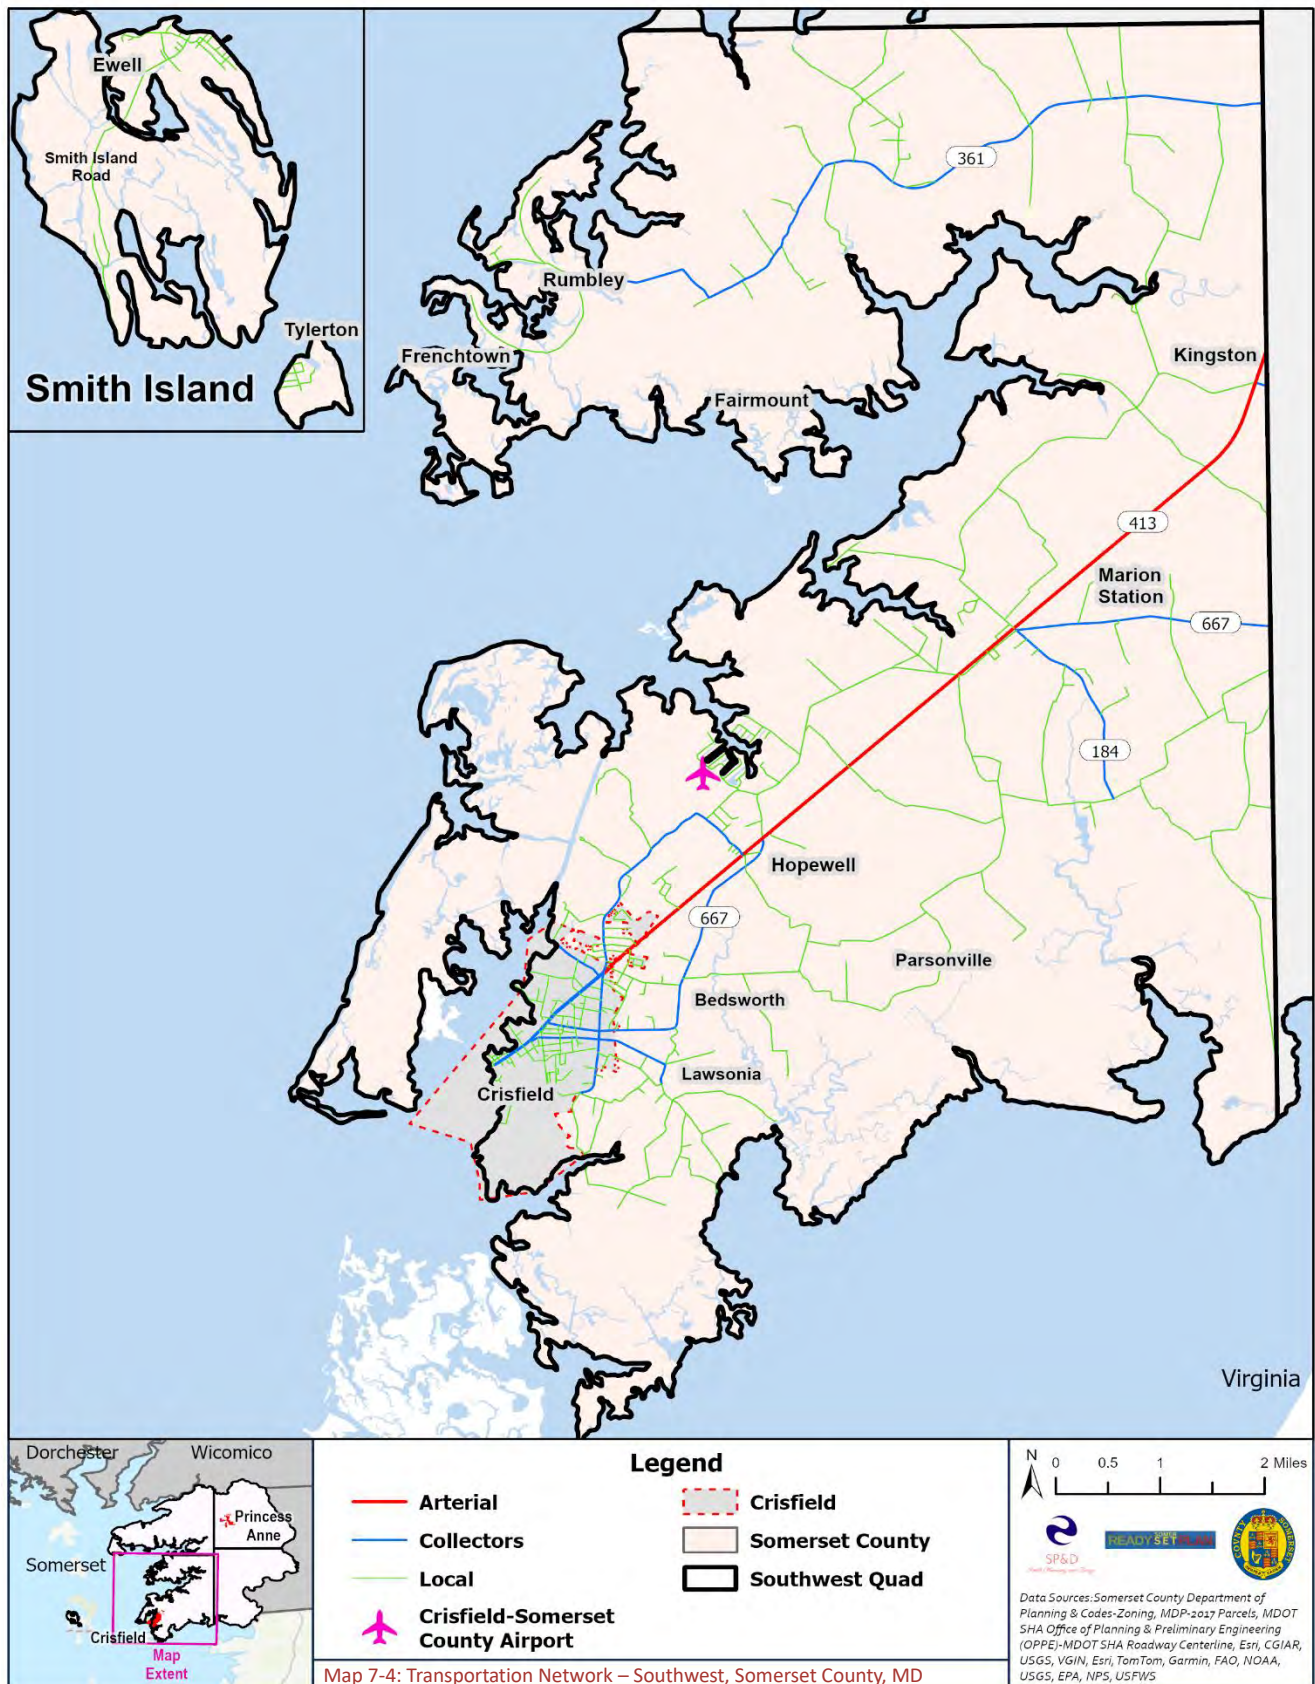 Ewell
Smith Island
Road
Tylerton
Smith Island
361
Rumbley
Frenchtown
Fairmount
Kingston
413
Marion
Station
667
184
Hopewell
667
Parsonville
Bedsworth
Lawsonia
Crisfield
Virginia
Dorchester
Wicomico
Princess
Anne
Somerset
Crisfield
Map
Extent
Legend
Arterial
Collectors
Local
Crisfield-Somerset
County Airport
Crisfield
Somerset County
Southwest Quad
Map 7-4: Transportation Network – Southwest, Somerset County, MD
N
0 0.5 1 2 Miles
SP&D
Data Sources:Somerset County Department of
Planning & Codes-Zoning, MDP-2017 Parcels, MDOT
SHA Office of Planning & Preliminary Engineering
(OPPE)-MDOT SHA Roadway Centerline, Esri, CGIAR,
USGS, VGIN, Esri, TomTom, Garmin, FAO, NOAA,
USGS, EPA, NPS, USFWS